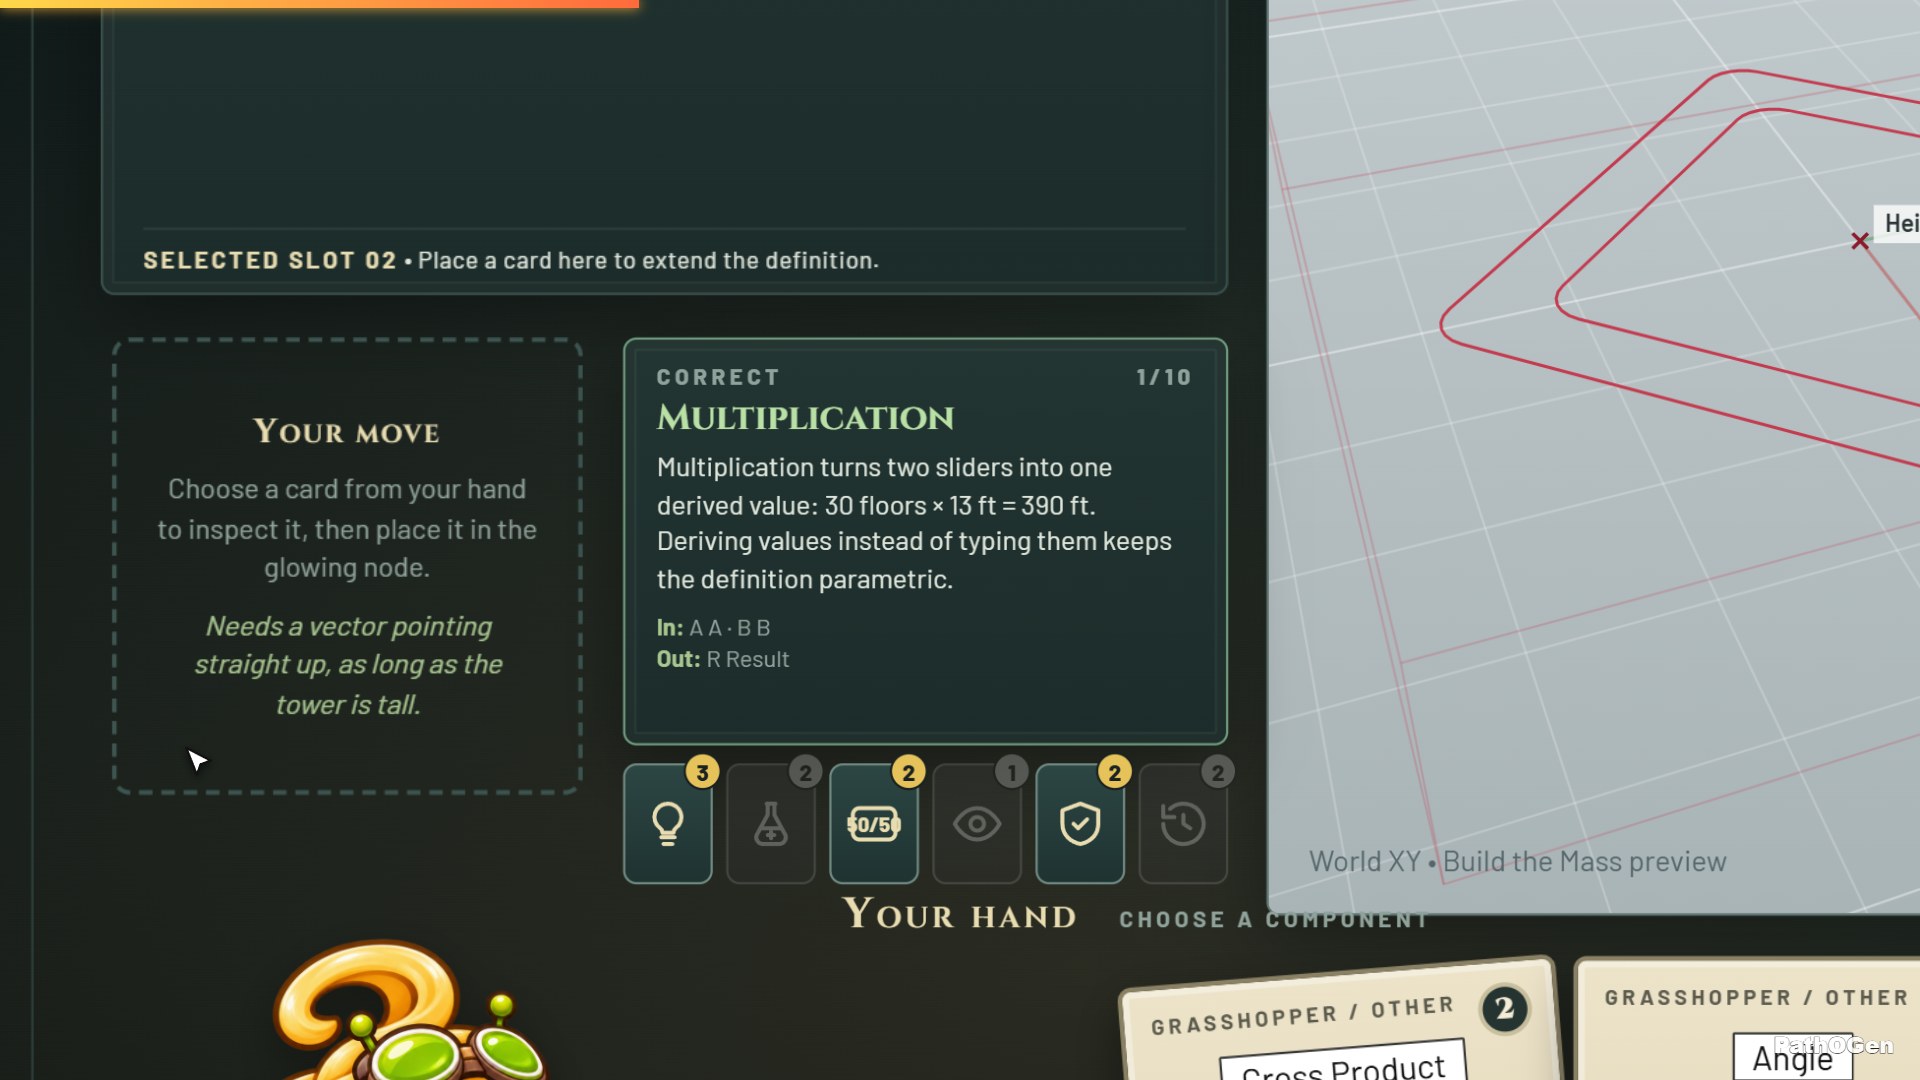 SELECTED SLOT 02 • Place a card here to extend the definition.
YOUR MOVE
Choose a card from your hand
to inspect it, then place it in the
glowing node.
Needs a vector pointing
straight up, as long as the
tower is tall.
CORRECT 1/10
MULTIPLICATION
Multiplication turns two sliders into one
derived value: 30 floors × 13 ft = 390 ft.
Deriving values instead of typing them keeps
the definition parametric.
In: A A · B B
Out: R Result
3 2 2 1 2 2
50/50
Hei
World XY • Build the Mass preview
YOUR HAND CHOOSE A COMPONENT
GRASSHOPPER / OTHER 2
Cross Product
GRASSHOPPER / OTHER
Angle
PathOGen